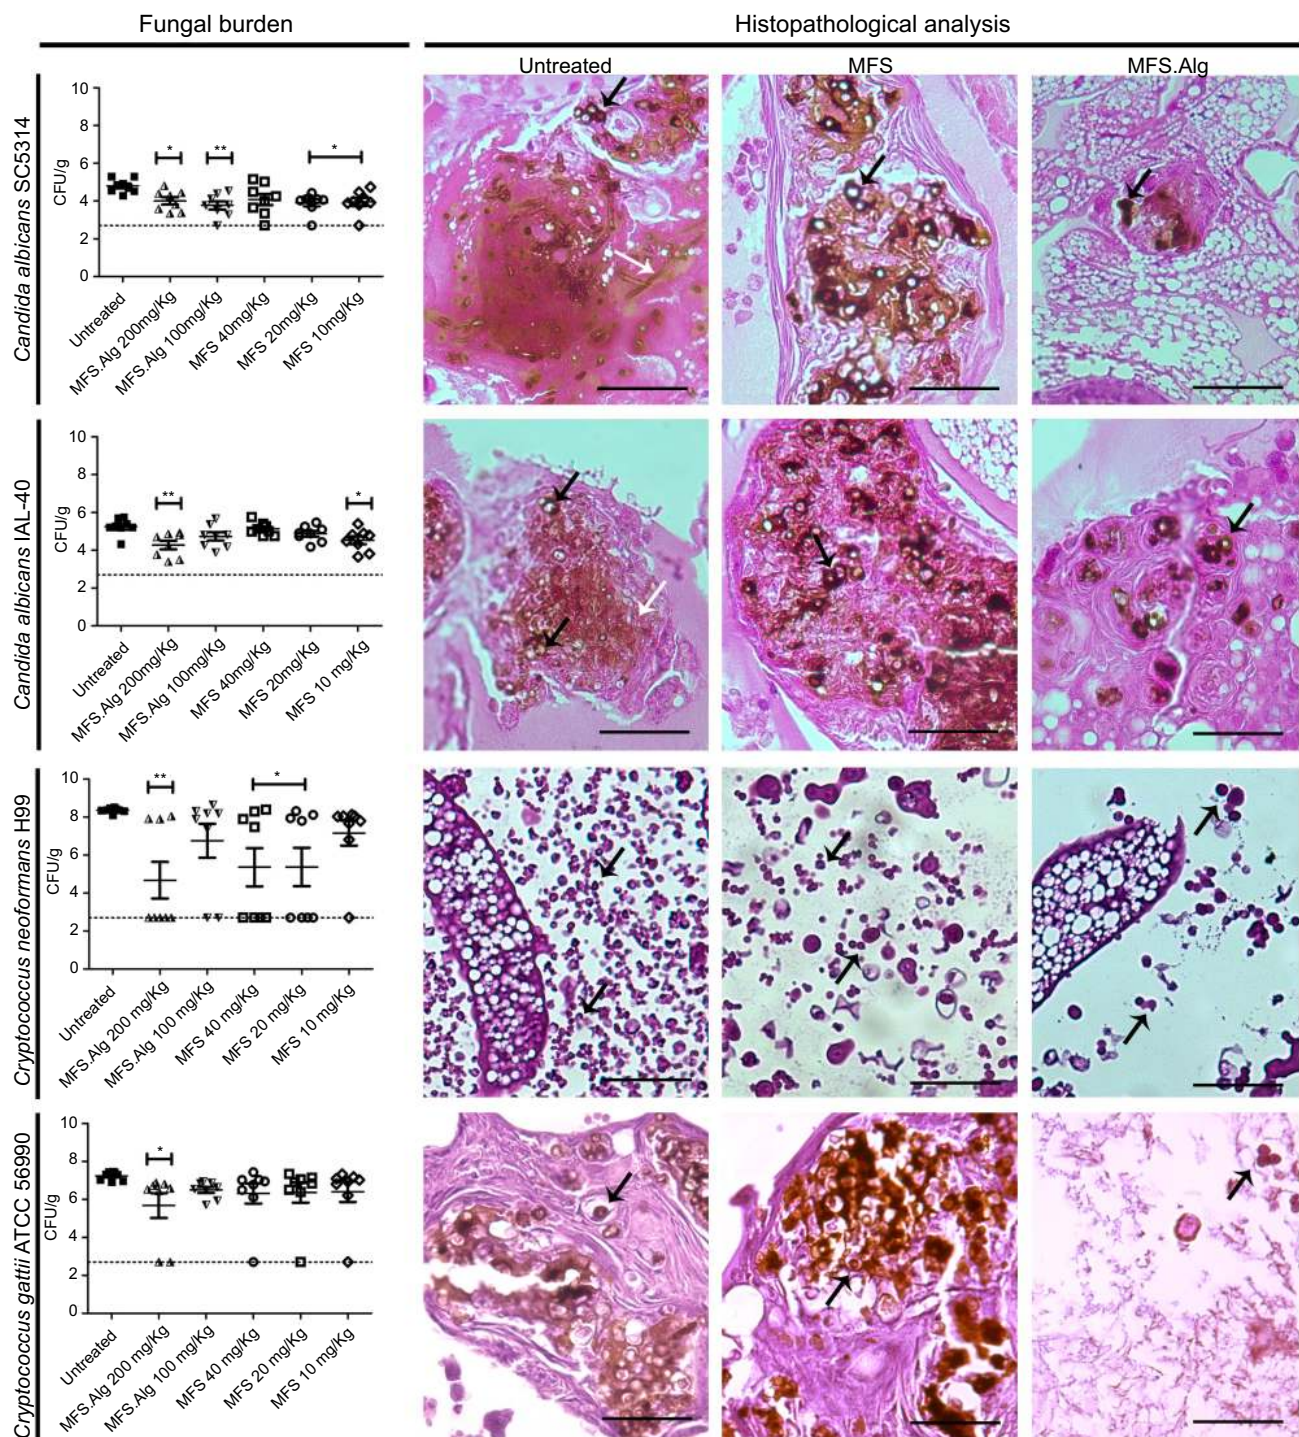 Fungal burden
Histopathological analysis
Untreated
MFS
MFS.Alg
Candida albicans SC5314
CFU/g
10
8
6
4
2
0
*
**
*
Untreated
MFS.Alg 200mg/Kg
MFS.Alg 100mg/Kg
MFS 40mg/Kg
MFS 20mg/Kg
MFS 10mg/Kg
Candida albicans IAL-40
CFU/g
10
8
6
4
2
0
**
*
Untreated
MFS.Alg 200mg/Kg
MFS.Alg 100mg/Kg
MFS 40mg/Kg
MFS 20mg/Kg
MFS 10 mg/Kg
Cryptococcus neoformans H99
CFU/g
10
8
6
4
2
0
**
*
Untreated
MFS.Alg 200 mg/Kg
MFS.Alg 100 mg/Kg
MFS 40 mg/Kg
MFS 20 mg/Kg
MFS 10 mg/Kg
Cryptococcus gattii ATCC 56990
CFU/g
10
8
6
4
2
0
*
Untreated
MFS.Alg 200 mg/Kg
MFS.Alg 100 mg/Kg
MFS 40 mg/Kg
MFS 20 mg/Kg
MFS 10 mg/Kg